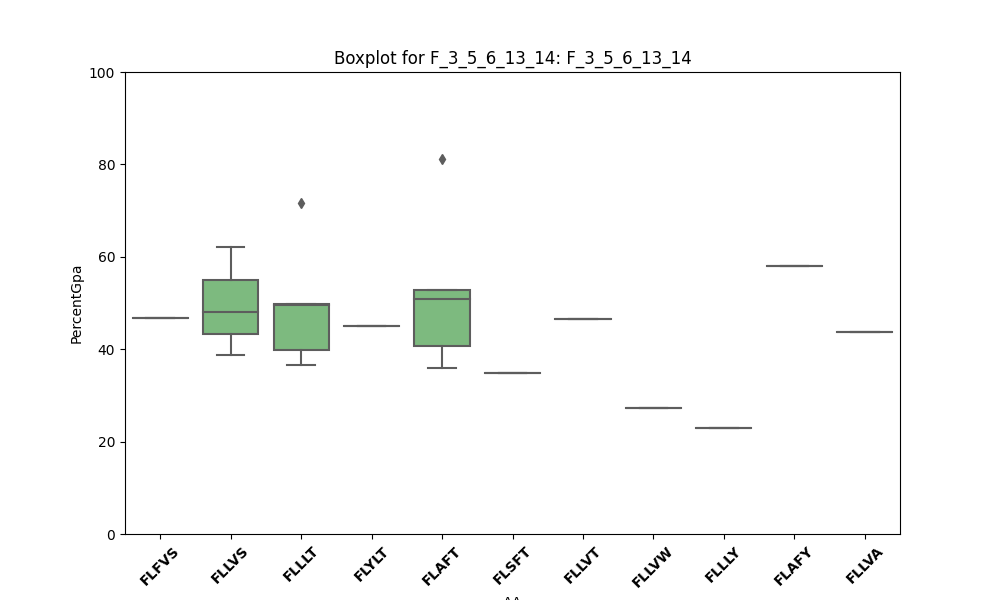 Boxplot for F_3_5_6_13_14: F_3_5_6_13_14
100
80
60
40
20
0
PercentGpa
FLFVS
FLLVS
FLLLT
FLYLT
FLAFT
FLSFT
FLLVT
FLLVW
FLLLY
FLAFY
FLLVA